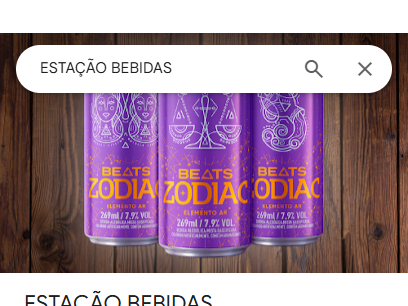 ESTAÇÃO BEBIDAS
BEATS
ZODIAC
ELEMENTO AR
269ml / 7,9% VOL.
BEATS
ZODIAC
ELEMENTO AR
269ml / 7,9% VOL.
BEATS
ZODIAC
ELEMENTO AR
269ml / 7,9% VOL.
ESTAÇÃO BEBIDAS